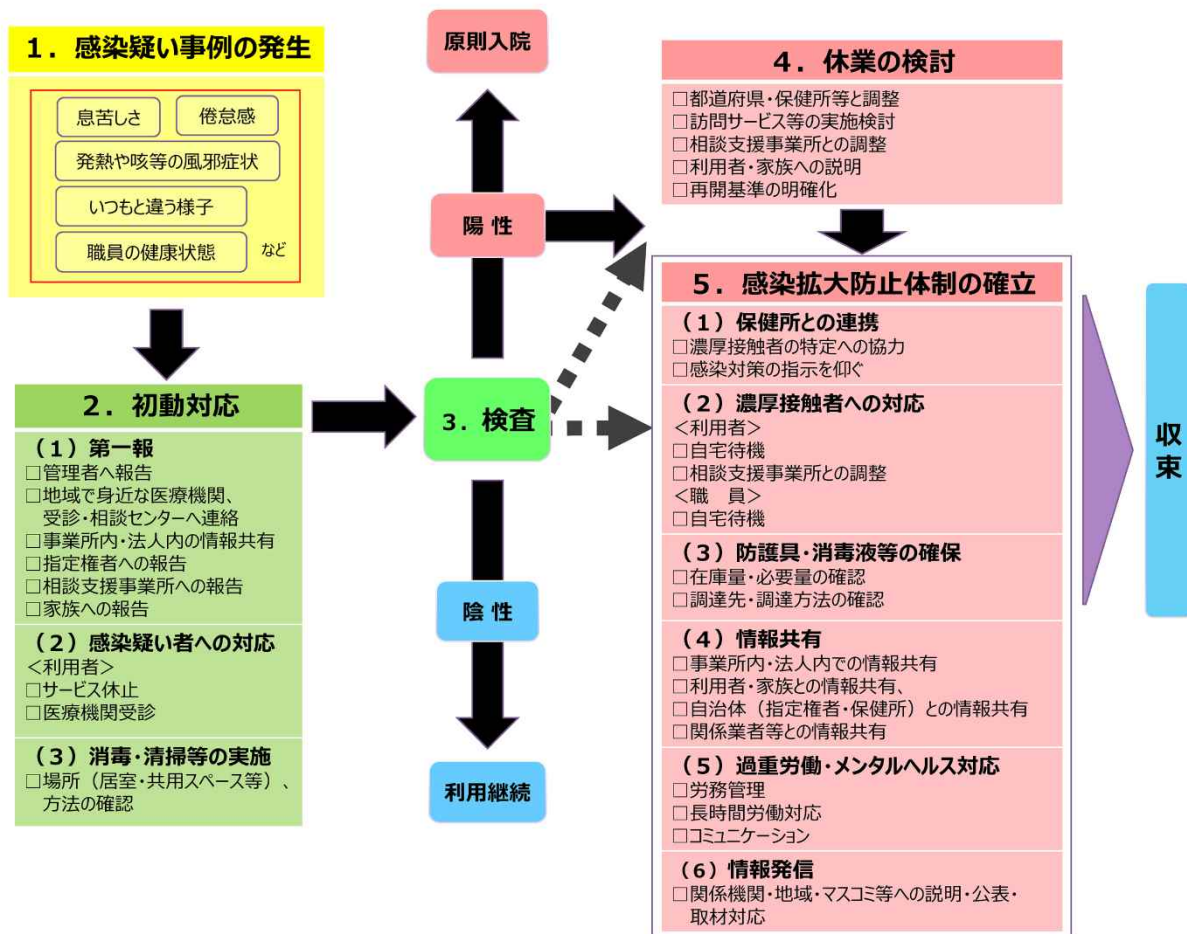 1．感染疑い事例の発生
息苦しさ
倦怠感
発熱や咳等の風邪症状
いつもと違う様子
職員の健康状態
など
2．初動対応
（1）第一報
□管理者へ報告
□地域で身近な医療機関、
受診・相談センターへ連絡
□事業所内・法人内の情報共有
□指定権者への報告
□相談支援事業所への報告
□家族への報告
（2）感染疑い者への対応
＜利用者＞
□サービス休止
□医療機関受診
（3）消毒・清掃等の実施
□場所（居室・共用スペース等）、
方法の確認
原則入院
陽 性
3．検査
陰 性
利用継続
4．休業の検討
□都道府県・保健所等と調整
□訪問サービス等の実施検討
□相談支援事業所との調整
□利用者・家族への説明
□再開基準の明確化
5．感染拡大防止体制の確立
（1）保健所との連携
□濃厚接触者の特定への協力
□感染対策の指示を仰ぐ
（2）濃厚接触者への対応
＜利用者＞
□自宅待機
□相談支援事業所との調整
＜職　員＞
□自宅待機
（3）防護具・消毒液等の確保
□在庫量・必要量の確認
□調達先・調達方法の確認
（4）情報共有
□事業所内・法人内での情報共有
□利用者・家族との情報共有、
□自治体（指定権者・保健所）との情報共有
□関係業者等との情報共有
（5）過重労働・メンタルヘルス対応
□労務管理
□長時間労働対応
□コミュニケーション
（6）情報発信
□関係機関・地域・マスコミ等への説明・公表・
取材対応
収束